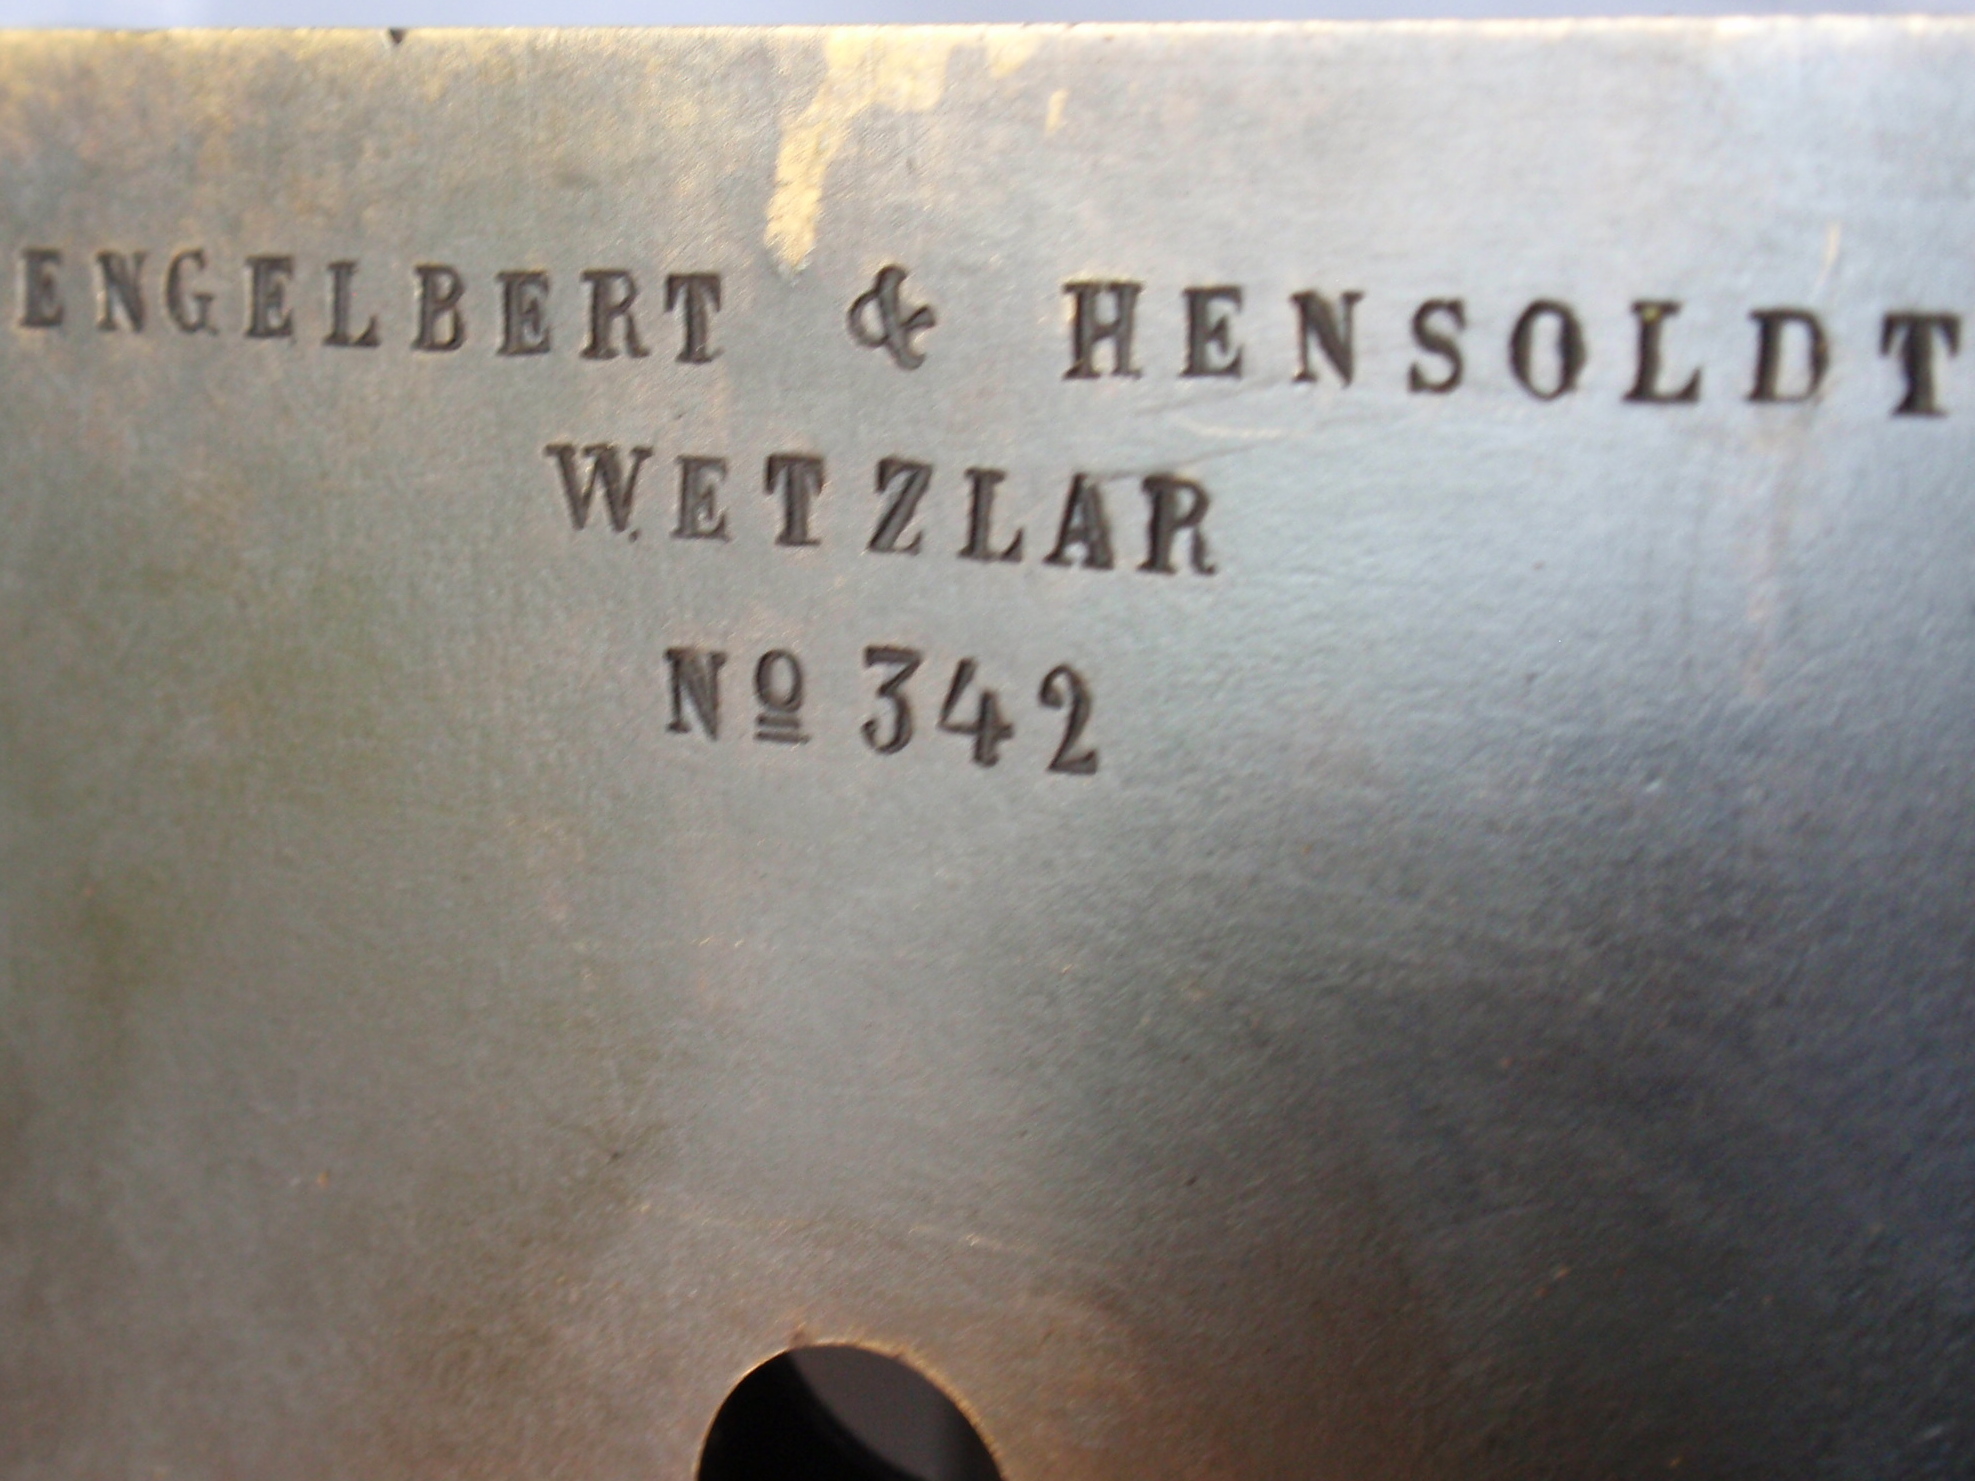 ENGELBERT & HENSOLDT
WETZLAR
Nº 342